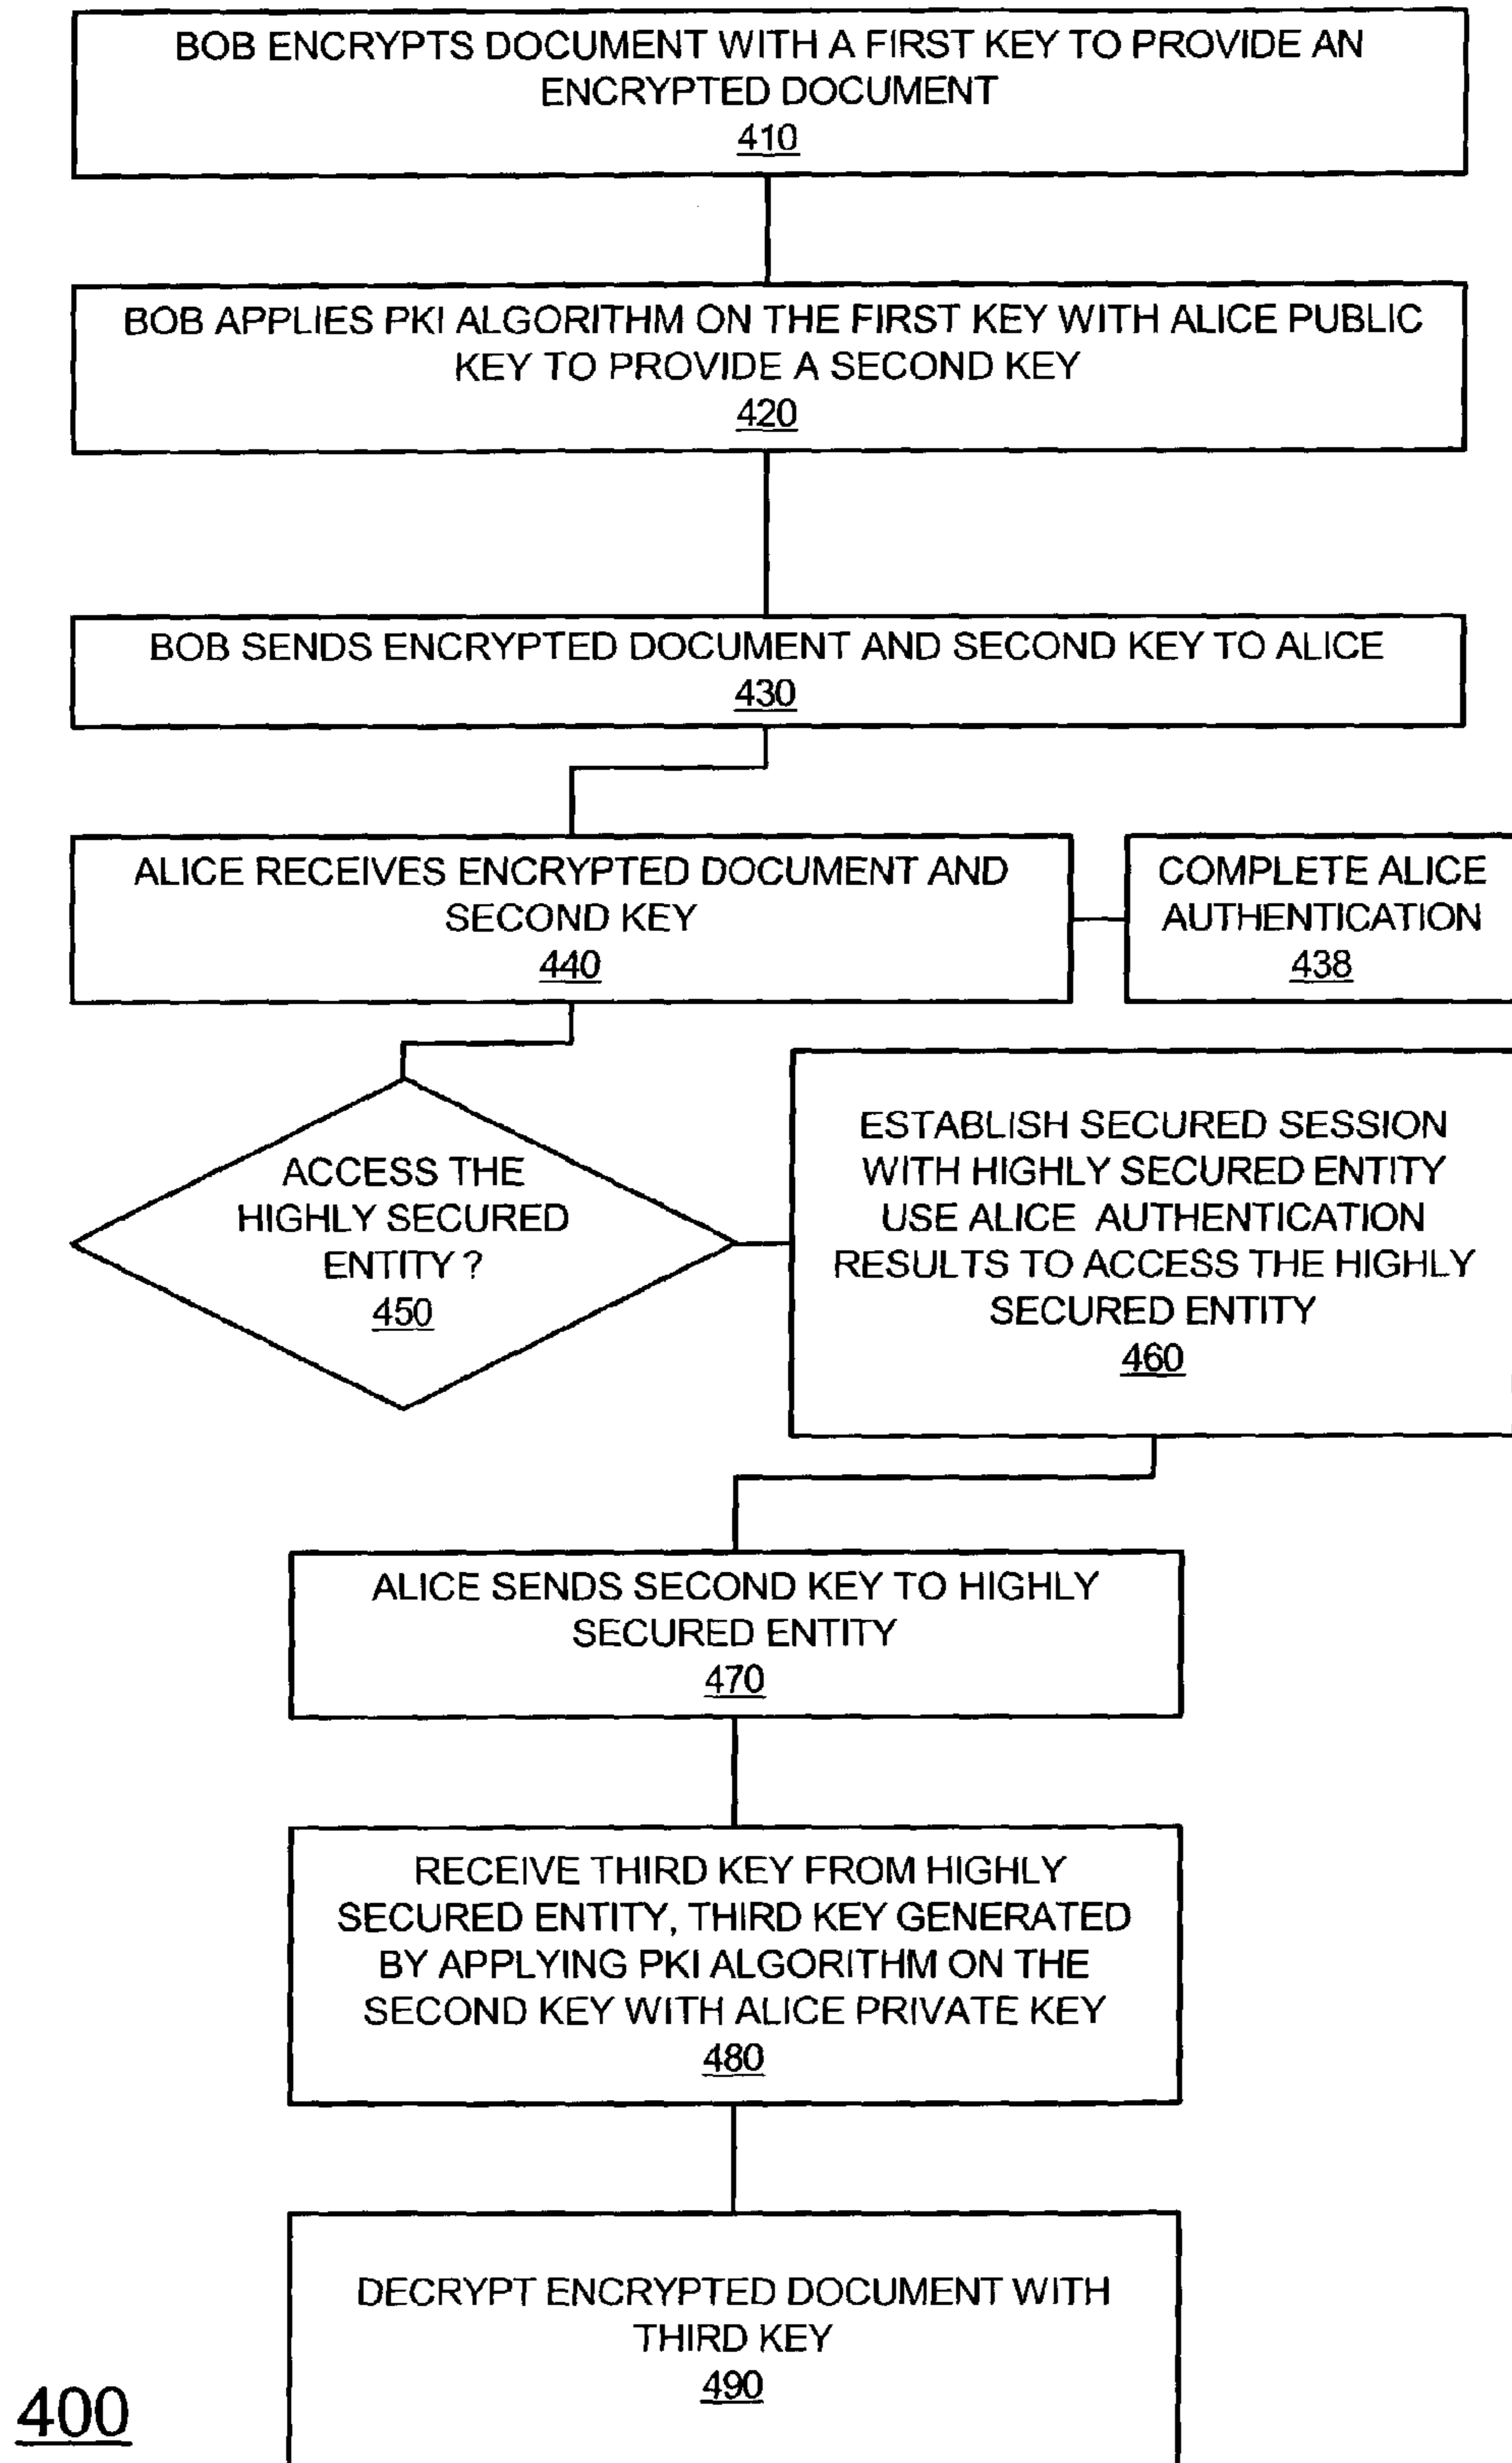 BOB ENCRYPTS DOCUMENT WITH A FIRST KEY TO PROVIDE AN
ENCRYPTED DOCUMENT
410
BOB APPLIES PKI ALGORITHM ON THE FIRST KEY WITH ALICE PUBLIC
KEY TO PROVIDE A SECOND KEY
420
BOB SENDS ENCRYPTED DOCUMENT AND SECOND KEY TO ALICE
430
ALICE RECEIVES ENCRYPTED DOCUMENT AND
SECOND KEY
440
COMPLETE ALICE
AUTHENTICATION
438
ACCESS THE
HIGHLY SECURED
ENTITY ?
450
ESTABLISH SECURED SESSION
WITH HIGHLY SECURED ENTITY
USE ALICE AUTHENTICATION
RESULTS TO ACCESS THE HIGHLY
SECURED ENTITY
460
ALICE SENDS SECOND KEY TO HIGHLY
SECURED ENTITY
470
RECEIVE THIRD KEY FROM HIGHLY
SECURED ENTITY, THIRD KEY GENERATED
BY APPLYING PKI ALGORITHM ON THE
SECOND KEY WITH ALICE PRIVATE KEY
480
DECRYPT ENCRYPTED DOCUMENT WITH
THIRD KEY
490
400